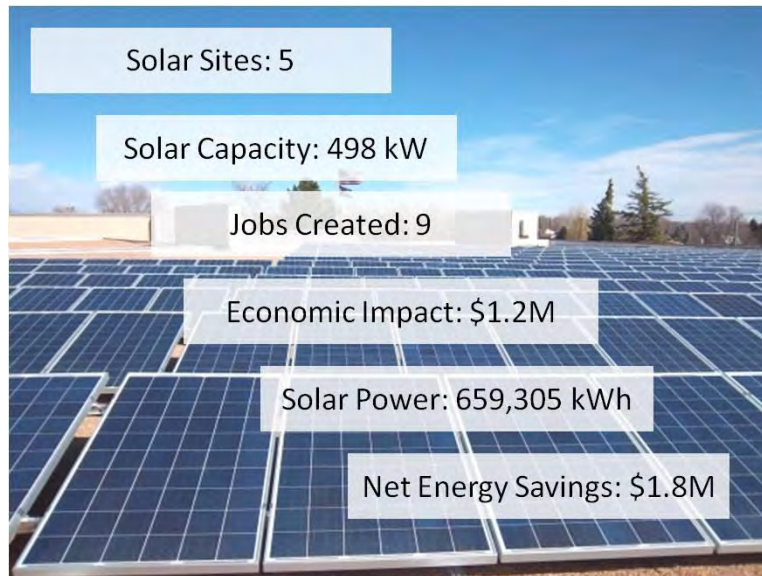 Solar Sites: 5
Solar Capacity: 498 kW
Jobs Created: 9
Economic Impact: $1.2M
Solar Power: 659,305 kWh
Net Energy Savings: $1.8M